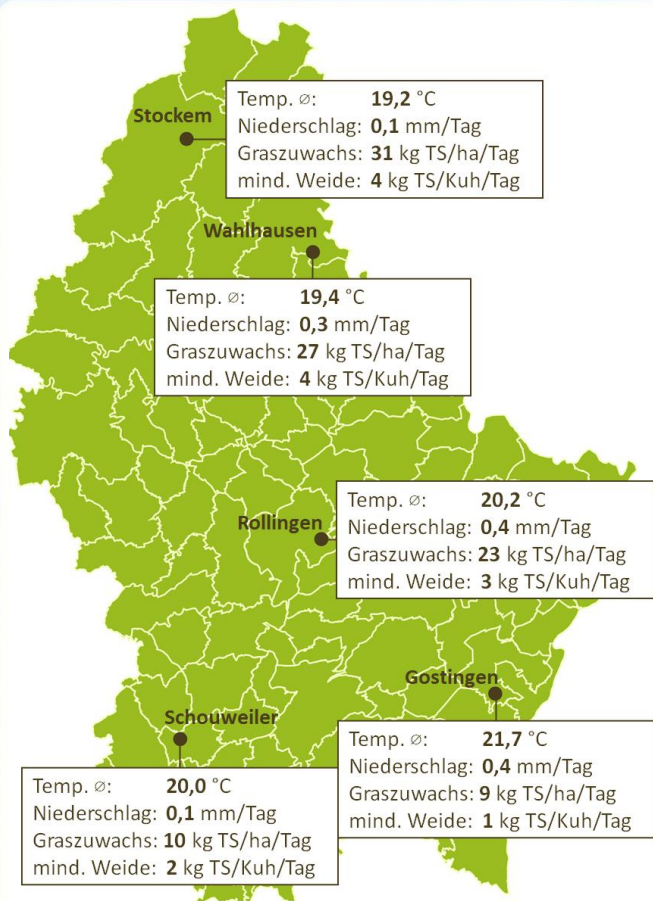 Stockem
Temp. ⌀: 19,2 °C
Niederschlag: 0,1 mm/Tag
Graszuwachs: 31 kg TS/ha/Tag
mind. Weide: 4 kg TS/Kuh/Tag
Wahlhausen
Temp. ⌀: 19,4 °C
Niederschlag: 0,3 mm/Tag
Graszuwachs: 27 kg TS/ha/Tag
mind. Weide: 4 kg TS/Kuh/Tag
Rollingen
Temp. ⌀: 20,2 °C
Niederschlag: 0,4 mm/Tag
Graszuwachs: 23 kg TS/ha/Tag
mind. Weide: 3 kg TS/Kuh/Tag
Gostingen
Temp. ⌀: 21,7 °C
Niederschlag: 0,4 mm/Tag
Graszuwachs: 9 kg TS/ha/Tag
mind. Weide: 1 kg TS/Kuh/Tag
Schouweiler
Temp. ⌀: 20,0 °C
Niederschlag: 0,1 mm/Tag
Graszuwachs: 10 kg TS/ha/Tag
mind. Weide: 2 kg TS/Kuh/Tag